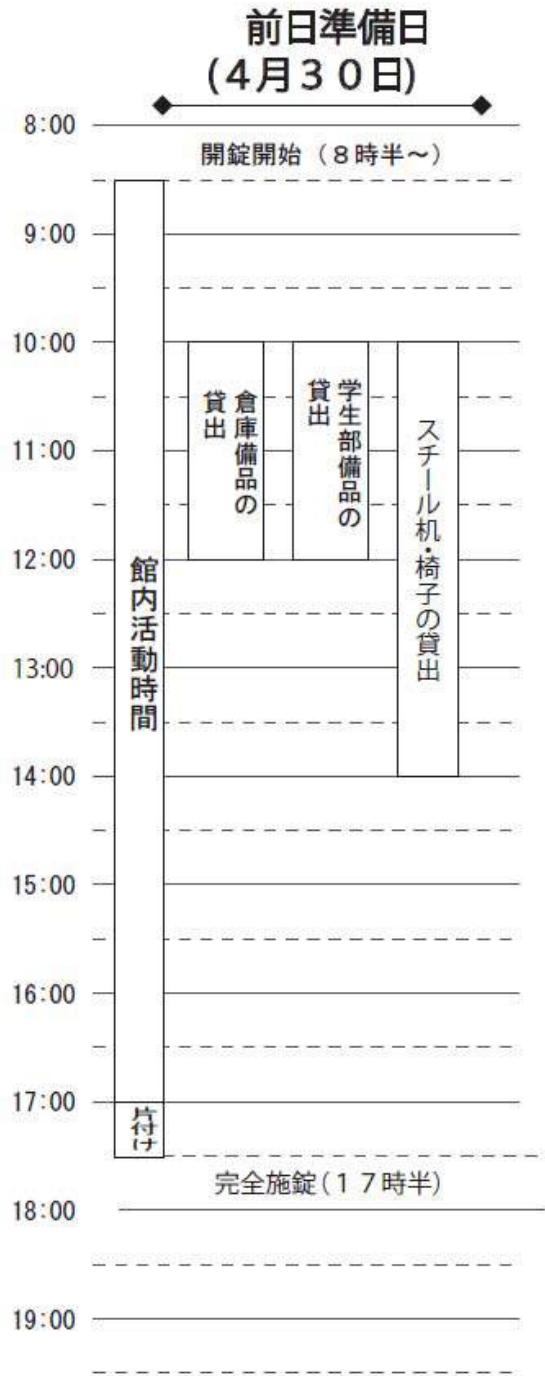 前日準備日
(4月30日)
8:00
開錠開始（8時半～）
9:00
10:00
倉庫備品の
貸出
学生部備品の
貸出
スチール机・椅子の貸出
11:00
12:00
館内活動時間
13:00
14:00
15:00
16:00
17:00
片付け
完全施錠(17時半)
18:00
19:00